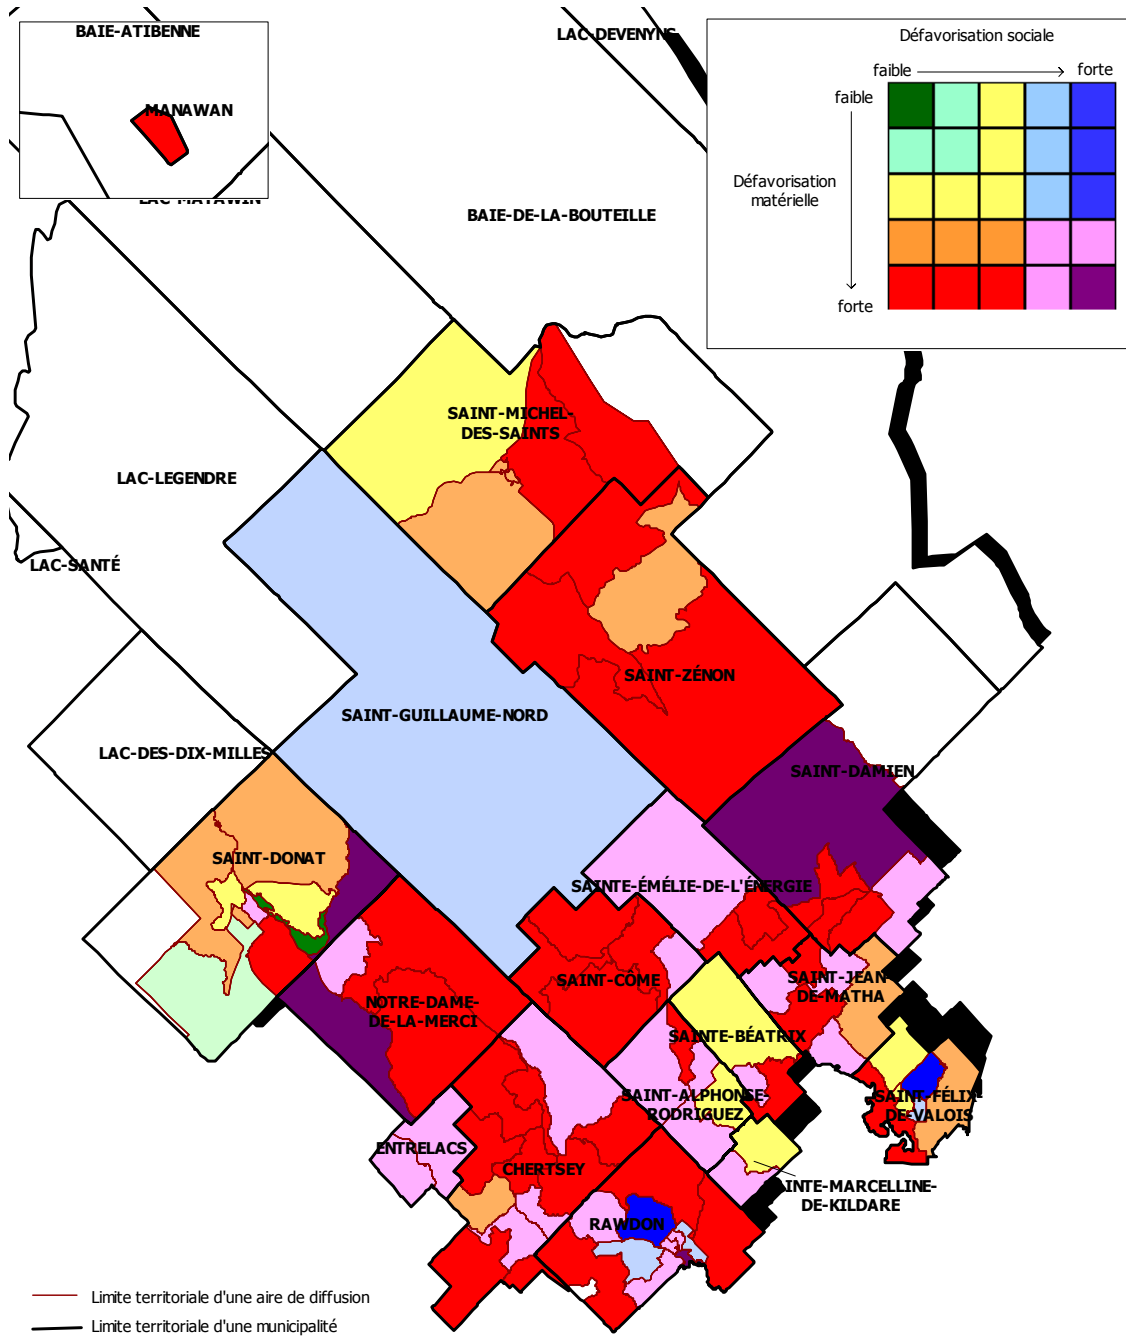 BAIE-ATIBENNE
MANAWAN
LAC-MATAWIN
LAC-DEVENYNS
Défavorisation sociale
faible
forte
faible
Défavorisation
matérielle
forte
BAIE-DE-LA-BOUTEILLE
SAINT-MICHEL-
DES-SAINTS
LAC-LEGENDRE
LAC-SANTÉ
SAINT-ZÉNON
SAINT-GUILLAUME-NORD
LAC-DES-DIX-MILLES
SAINT-DAMIEN
SAINT-DONAT
SAINTE-ÉMÉLIE-DE-L'ÉNERGIE
SAINT-CÔME
SAINT-JEAN-
DE-MATHA
NOTRE-DAME-
DE-LA-MERCI
SAINTE-BÉATRIX
SAINT-ALPHONSE-
RODRIGUEZ
SAINT-FÉLIX-
DE-VALOIS
ENTRELACS
CHERTSEY
INTE-MARCELLINE-
DE-KILDARE
RAWDON
Limite territoriale d'une aire de diffusion
Limite territoriale d'une municipalité